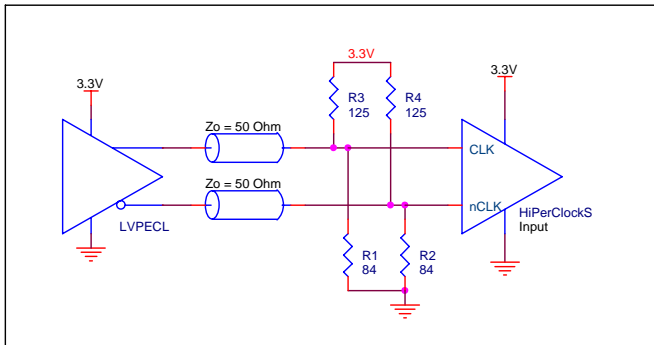 3.3V
3.3V
3.3V
R3
125
R4
125
Zo = 50 Ohm
CLK
Zo = 50 Ohm
nCLK
LVPECL
HiPerClockS
Input
R1
84
R2
84